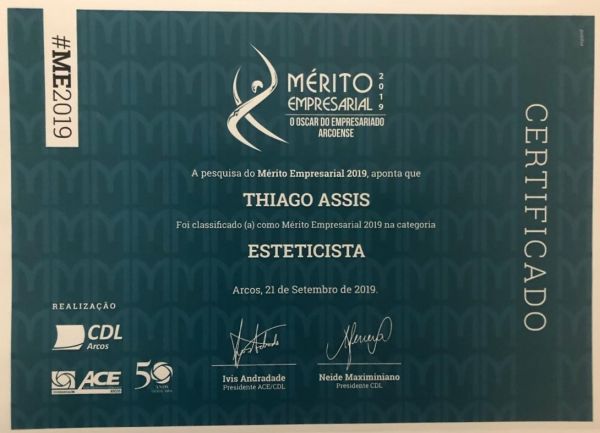 #ME2019
MÉRITO
EMPRESARIAL
2019
O OSCAR DO EMPRESARIADO
ARCOENSE
CERTIFICADO
A pesquisa do Mérito Empresarial 2019, aponta que
THIAGO ASSIS
Foi classificado (a) como Mérito Empresarial 2019 na categoria
ESTETICISTA
Arcos, 21 de Setembro de 2019.
REALIZAÇÃO
CDL
Arcos
ACE
50
ANOS
Ivis Andradade
Presidente ACE/CDL
Neide Maximiniano
Presidente CDL